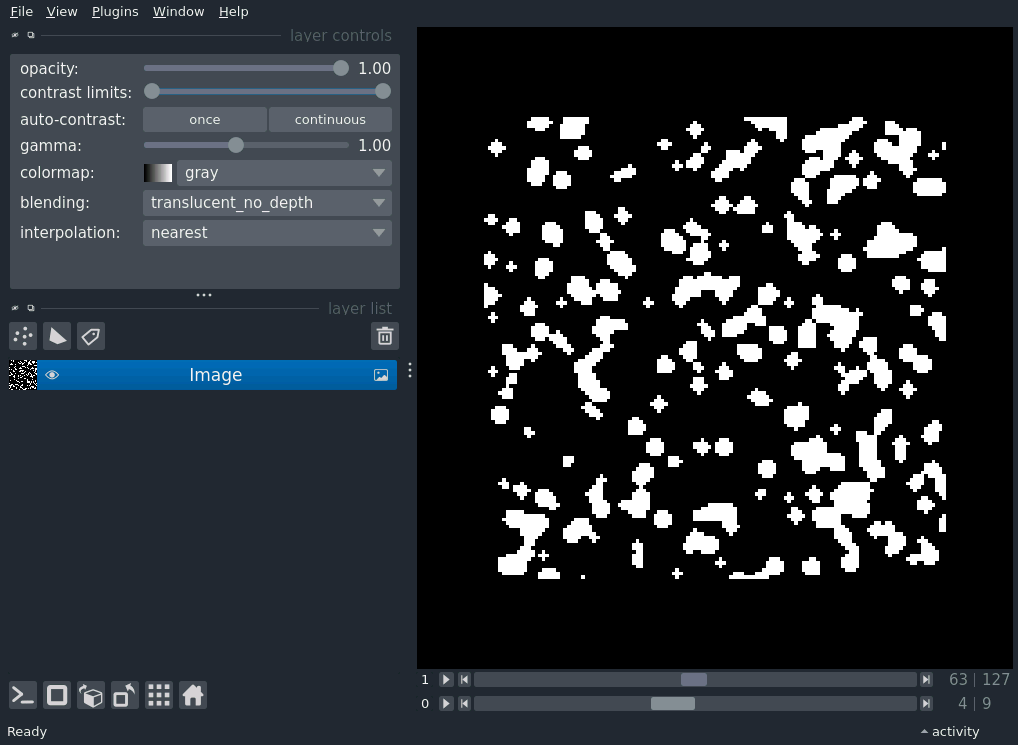 File View Plugins Window Help
layer controls
opacity: 1.00
contrast limits:
auto-contrast: once continuous
gamma: 1.00
colormap: gray
blending: translucent_no_depth
interpolation: nearest
layer list
Image
1 63 | 127
0 4 | 9
Ready activity